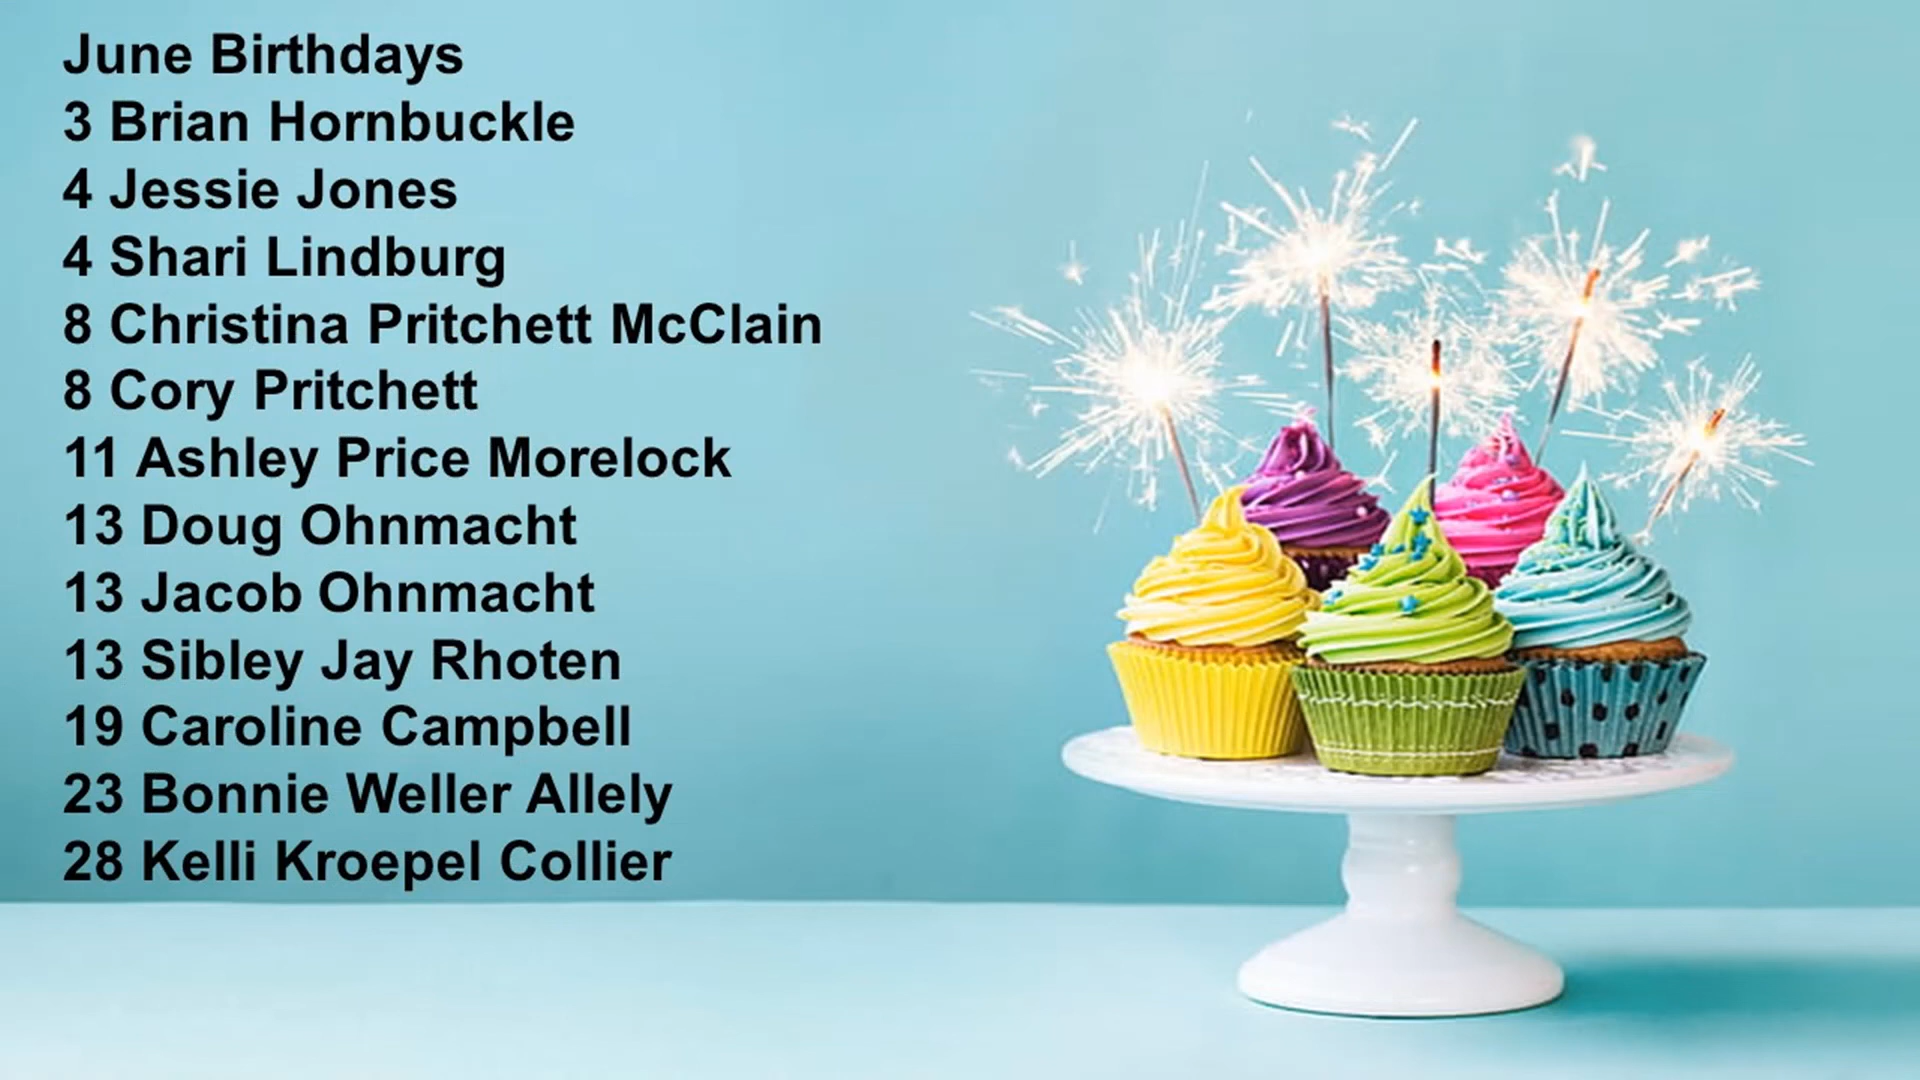 June Birthdays
3 Brian Hornbuckle
4 Jessie Jones
4 Shari Lindburg
8 Christina Pritchett McClain
8 Cory Pritchett
11 Ashley Price Morelock
13 Doug Ohnmacht
13 Jacob Ohnmacht
13 Sibley Jay Rhoten
19 Caroline Campbell
23 Bonnie Weller Allely
28 Kelli Kroepel Collier